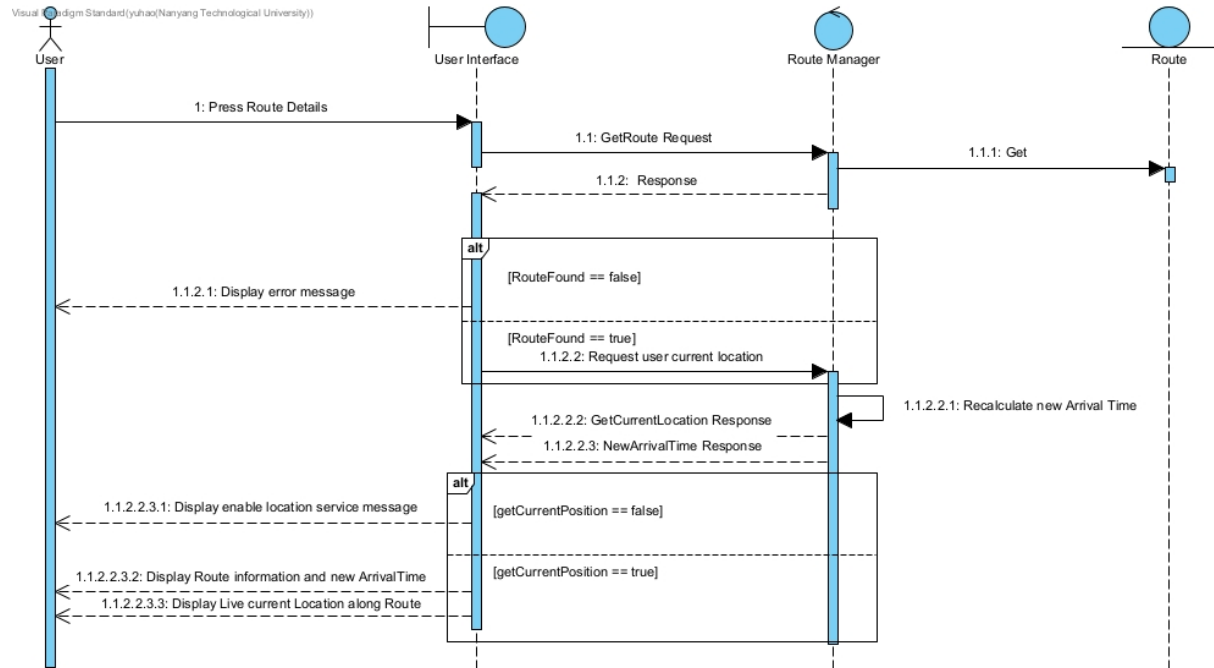 Visual Paradigm Standard(yuhao(Nanyang Technological University))
User
User Interface
Route Manager
Route
1: Press Route Details
1.1: GetRoute Request
1.1.1: Get
1.1.2: Response
alt
[RouteFound == false]
1.1.2.1: Display error message
[RouteFound == true]
1.1.2.2: Request user current location
1.1.2.2.1: Recalculate new Arrival Time
1.1.2.2.2: GetCurrentLocation Response
1.1.2.2.3: NewArrivalTime Response
alt
1.1.2.2.3.1: Display enable location service message
[getCurrentPosition == false]
[getCurrentPosition == true]
1.1.2.2.3.2: Display Route information and new ArrivalTime
1.1.2.2.3.3: Display Live current Location along Route